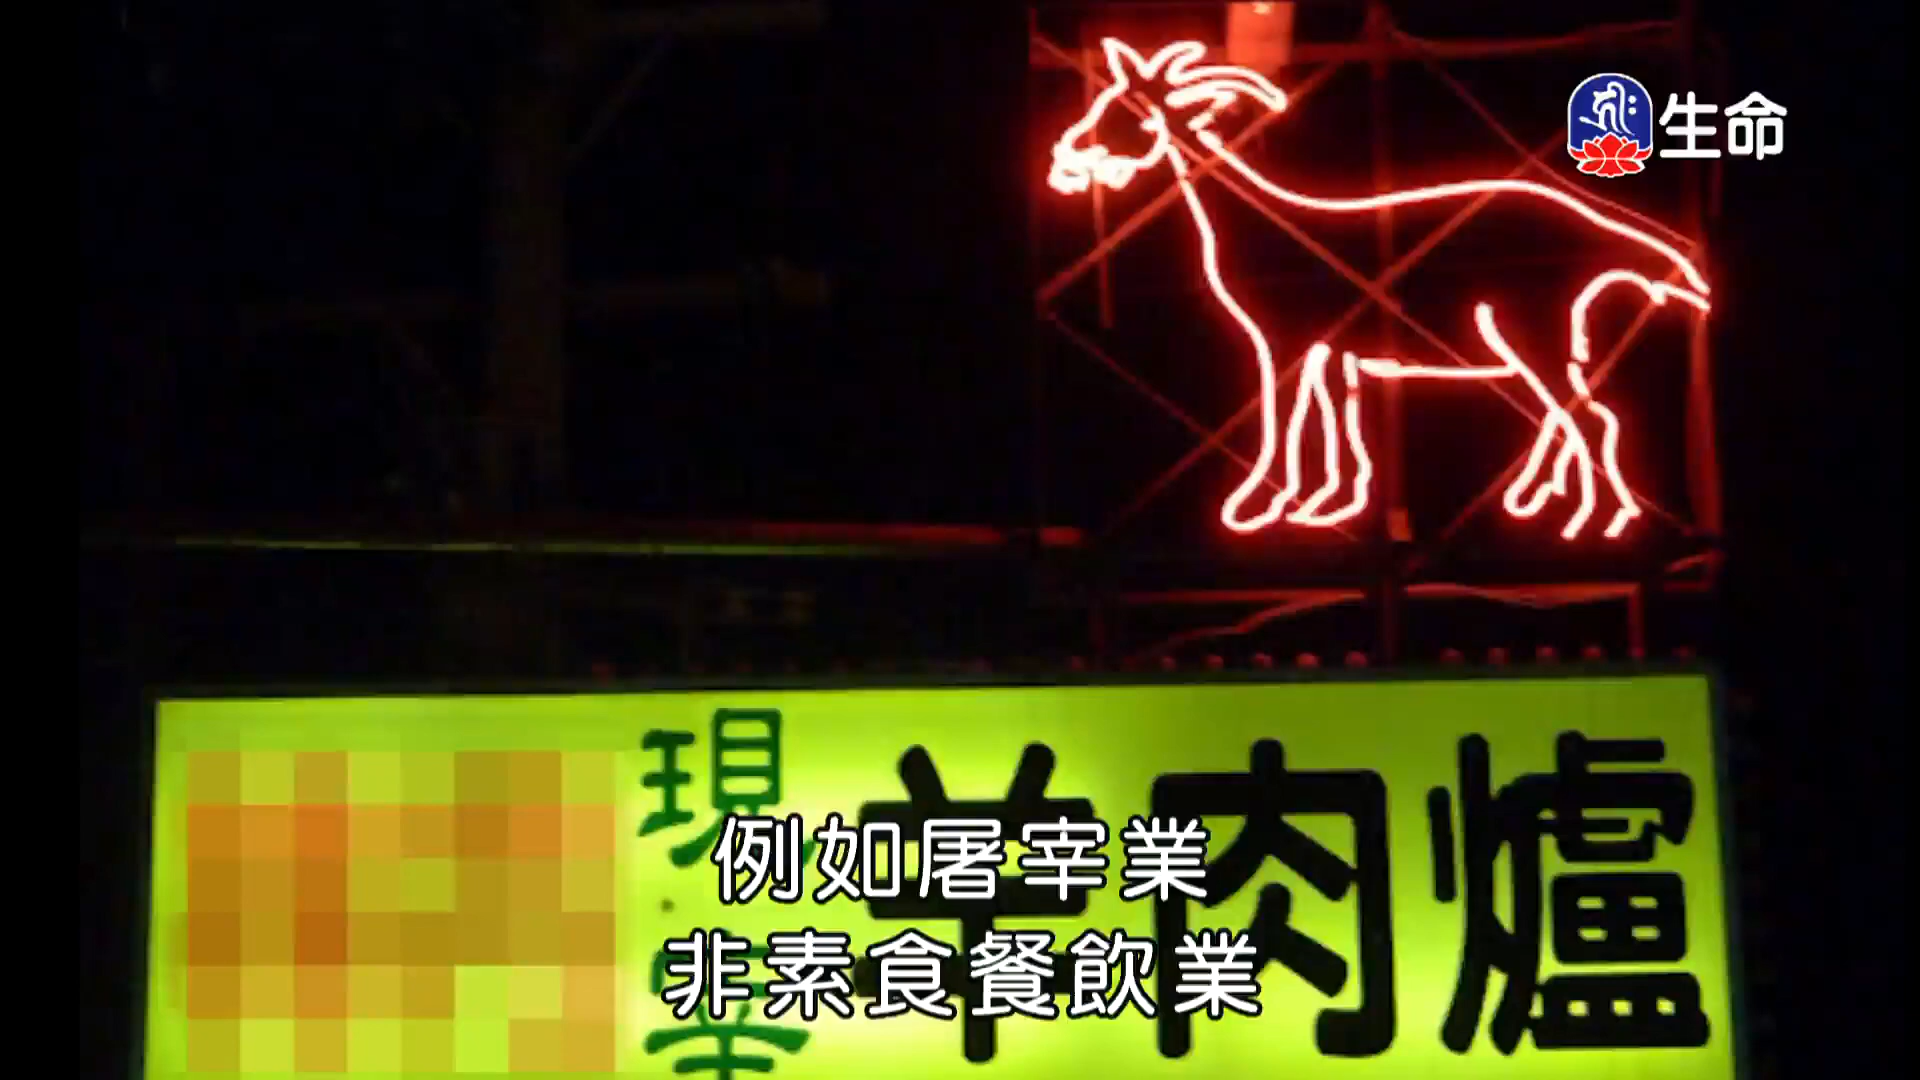 生命
現宰
羊肉爐
例如屠宰業
非素食餐飲業